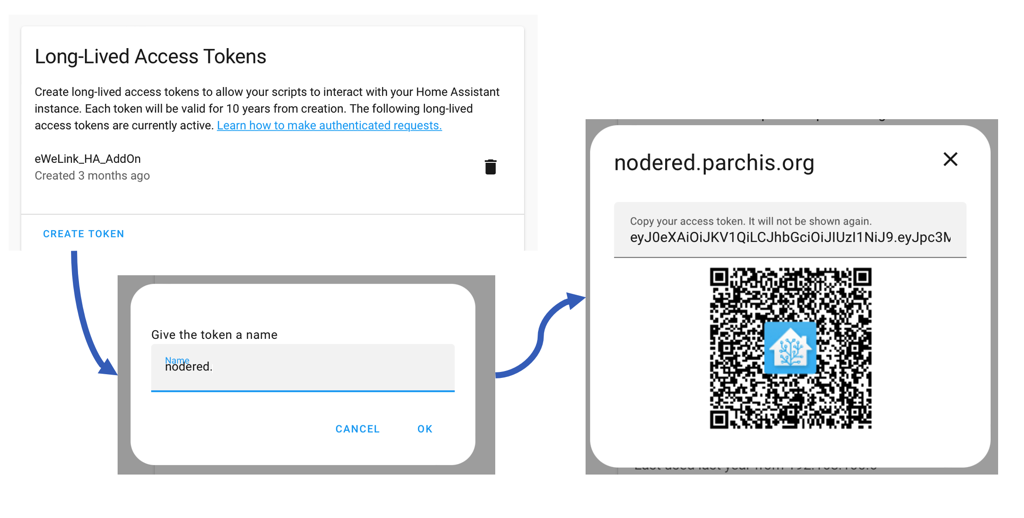 Long-Lived Access Tokens
Create long-lived access tokens to allow your scripts to interact with your Home Assistant
instance. Each token will be valid for 10 years from creation. The following long-lived
access tokens are currently active. Learn how to make authenticated requests.
eWeLink_HA_AddOn
Created 3 months ago
CREATE TOKEN
Give the token a name
Name
nodered.
CANCEL
OK
nodered.parchis.org
Copy your access token. It will not be shown again.
eyJ0eXAiOiJKV1QiLCJhbGciOiJIUzI1NiJ9.eyJpc3M